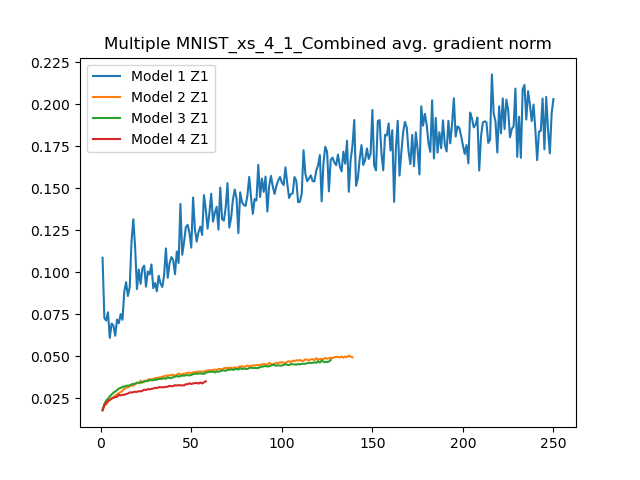 Multiple MNIST_xs_4_1_Combined avg. gradient norm
Model 1 Z1
Model 2 Z1
Model 3 Z1
Model 4 Z1
0.225
0.200
0.175
0.150
0.125
0.100
0.075
0.050
0.025
0 50 100 150 200 250